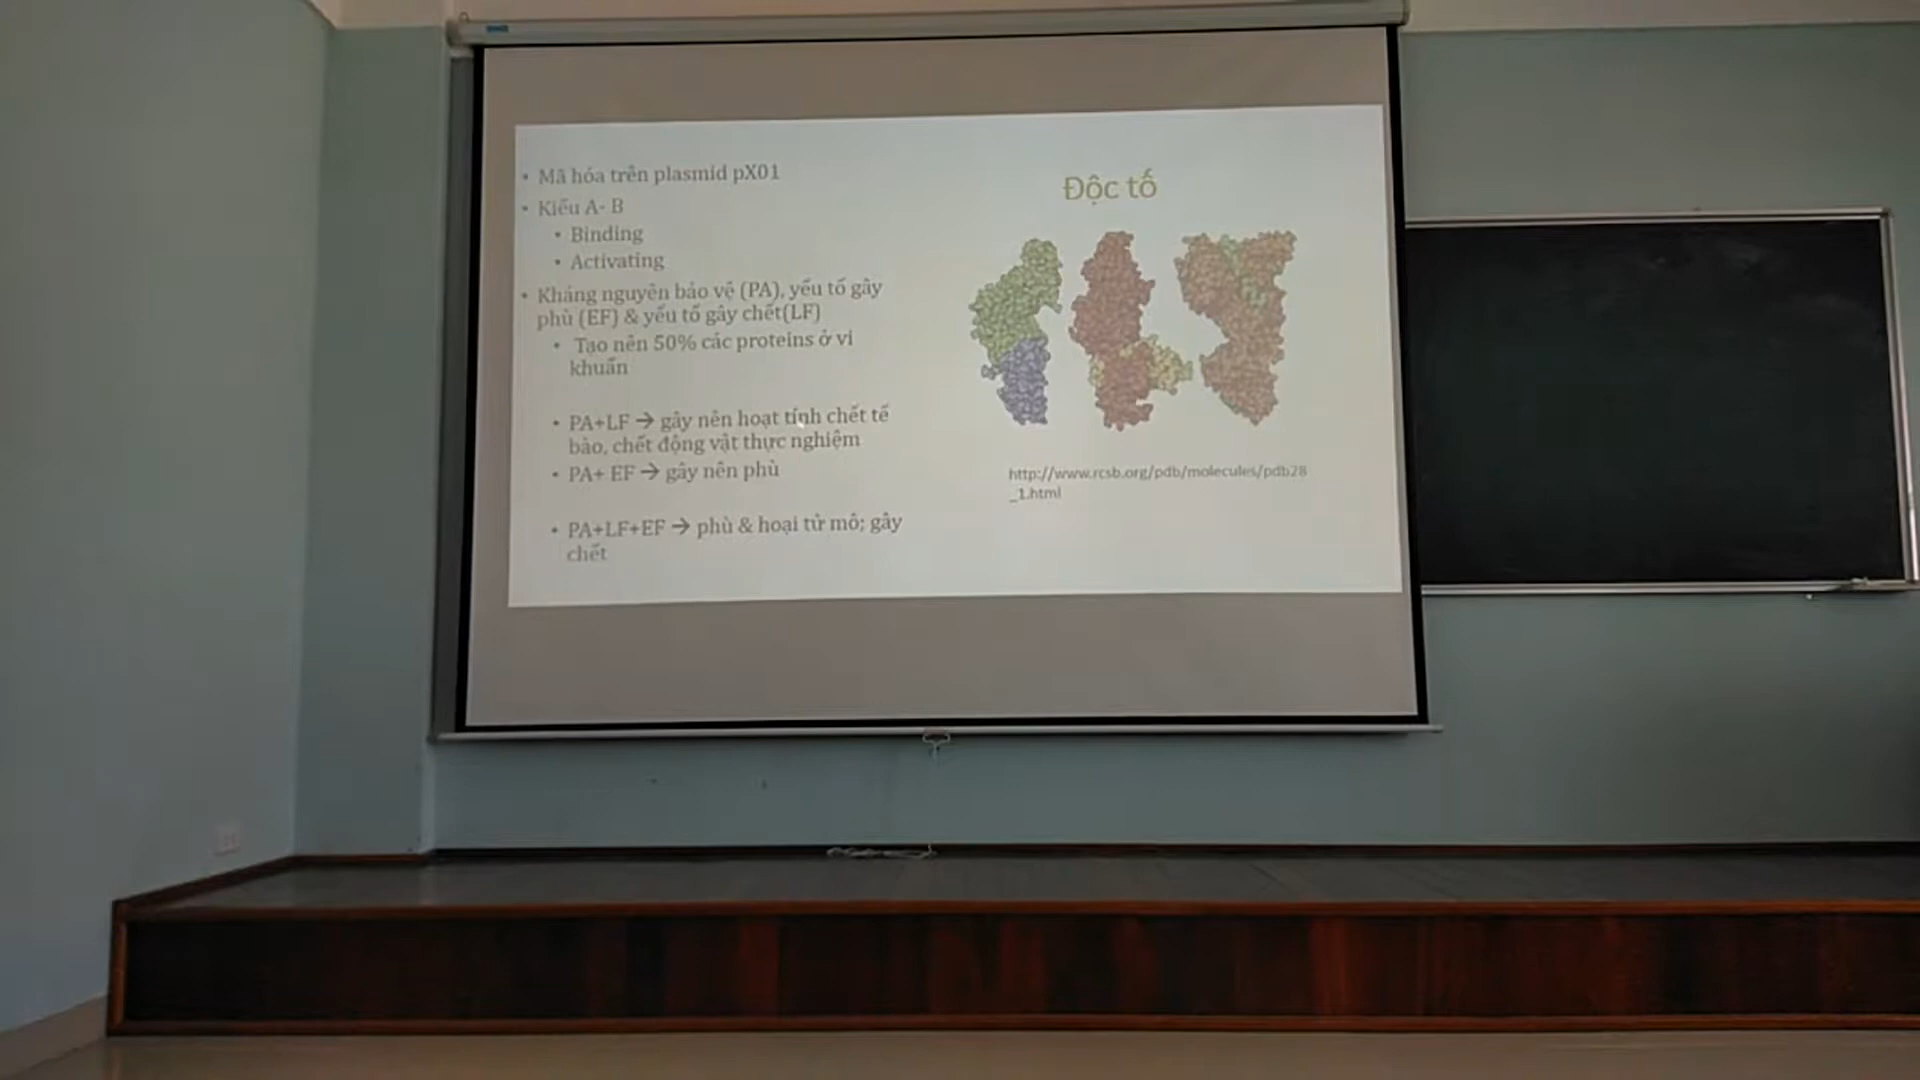 • Mã hóa trên plasmid pX01
• Kiểu A- B
• Binding
• Activating
• Kháng nguyên bảo vệ (PA), yếu tố gây
phù (EF) & yếu tố gây chết(LF)
• Tạo nên 50% các proteins ở vi
khuẩn
• PA+LF → gây nên hoạt tính chết tế
bào, chết động vật thực nghiệm
• PA+ EF → gây nên phù
• PA+LF+EF → phù & hoại tử mô; gây
chết
Độc tố
http://www.rcsb.org/pdb/molecules/pdb28
_1.html